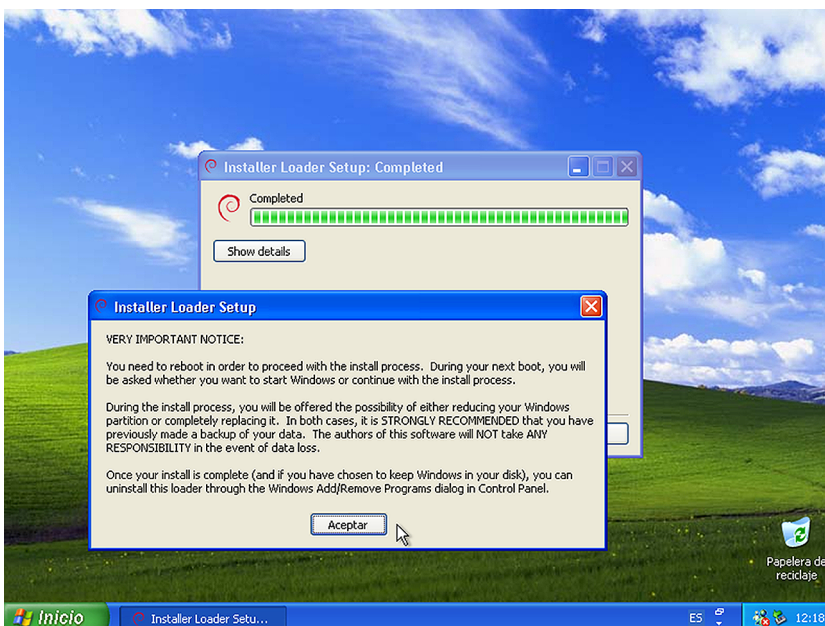 Installer Loader Setup: Completed
Completed
Show details
Installer Loader Setup
VERY IMPORTANT NOTICE:
You need to reboot in order to proceed with the install process. During your next boot, you will
be asked whether you want to start Windows or continue with the install process.
During the install process, you will be offered the possibility of either reducing your Windows
partition or completely replacing it. In both cases, it is STRONGLY RECOMMENDED that you have
previously made a backup of your data. The authors of this software will NOT take ANY
RESPONSIBILITY in the event of data loss.
Once your install is complete (and if you have chosen to keep Windows in your disk), you can
uninstall this loader through the Windows Add/Remove Programs dialog in Control Panel.
Aceptar
Papelera de
reciclaje
Inicio
Installer Loader Setu...
ES
12:18